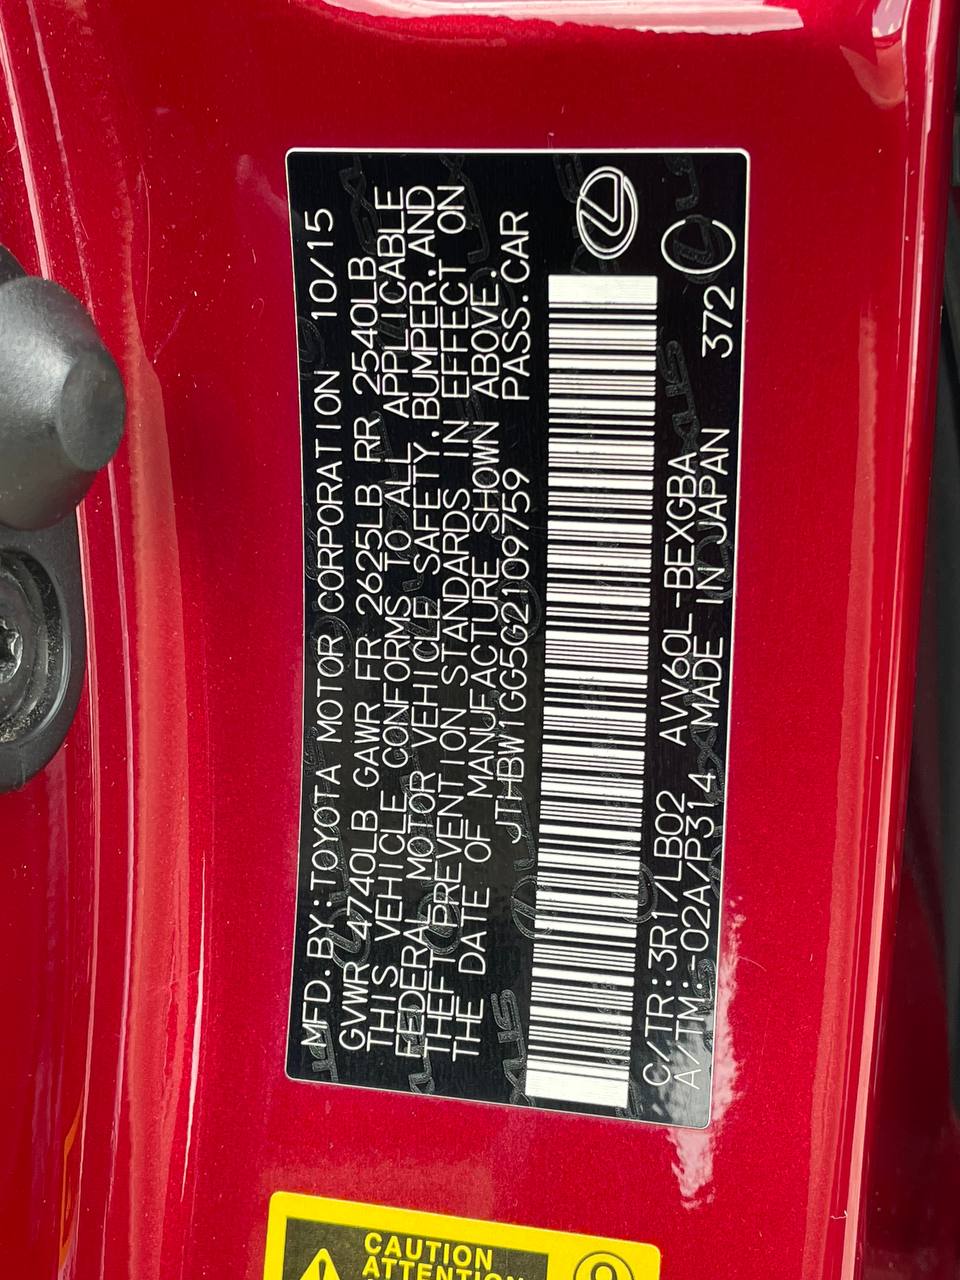 MFD.BY:TOYOTA MOTOR CORPORATION 10/15
GVWR 4740LB GAWR FR 2625LB RR 2540LB
THIS VEHICLE CONFORMS TO ALL APPLICABLE
FEDERAL MOTOR VEHICLE SAFETY,BUMPER,AND
THEFT PREVENTION STANDARDS IN EFFECT ON
THE DATE OF MANUFACTURE SHOWN ABOVE.
JTHBW1GG5G2109759 PASS.CAR
C/TR:3R1/LB02 AVV60L-BEXGBA
A/TM:-02A/P314 MADE IN JAPAN 372
CAUTION
ATTENTION